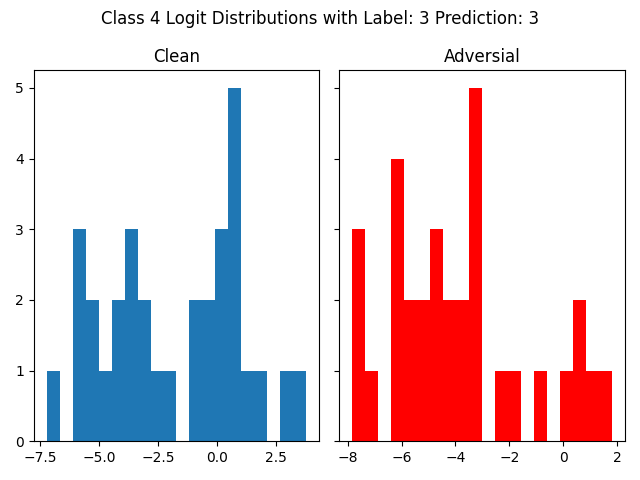 Class 4 Logit Distributions with Label: 3 Prediction: 3
Clean
Adversial
5
4
3
2
1
0
−7.5 −5.0 −2.5 0.0 2.5
−8 −6 −4 −2 0 2